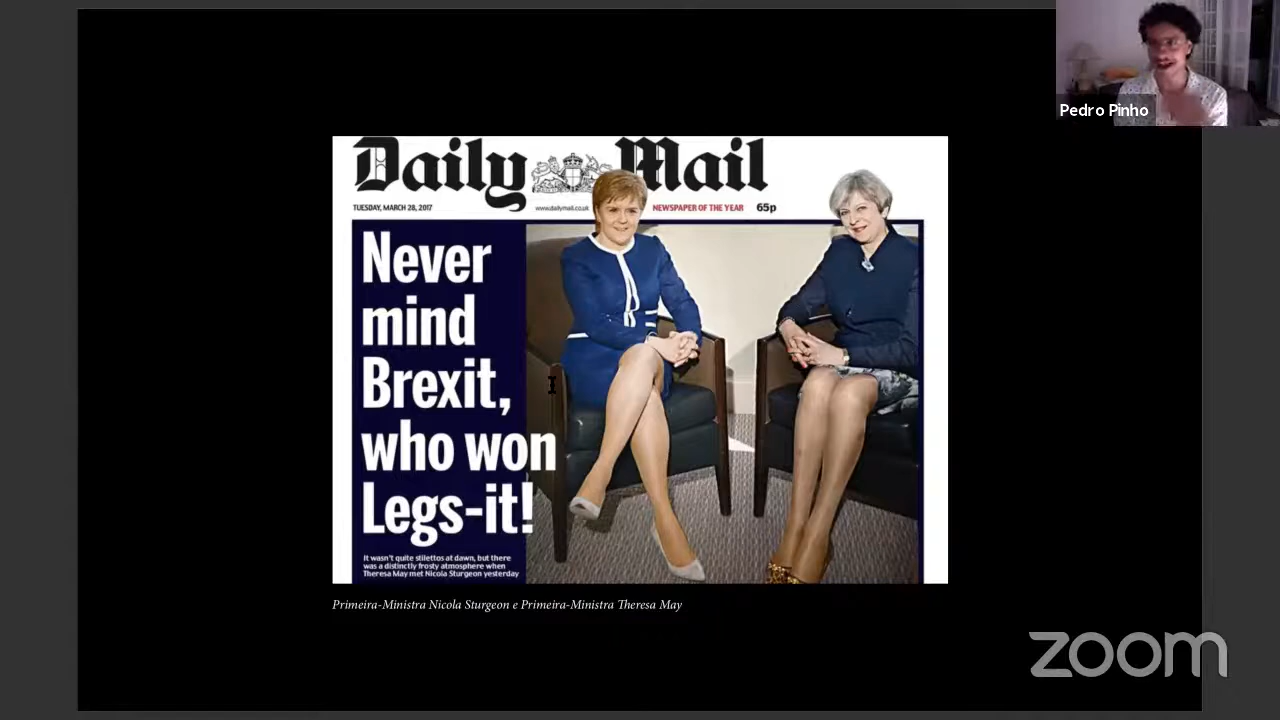 Pedro Pinho
Daily Mail
TUESDAY, MARCH 28, 2017
www.dailymail.co.uk
NEWSPAPER OF THE YEAR
65p
Never
mind
Brexit,
who won
Legs-it!
It wasn't quite stilettos at dawn, but there
was a distinctly frosty atmosphere when
Theresa May met Nicola Sturgeon yesterday
Primeira-Ministra Nicola Sturgeon e Primeira-Ministra Theresa May
zoom